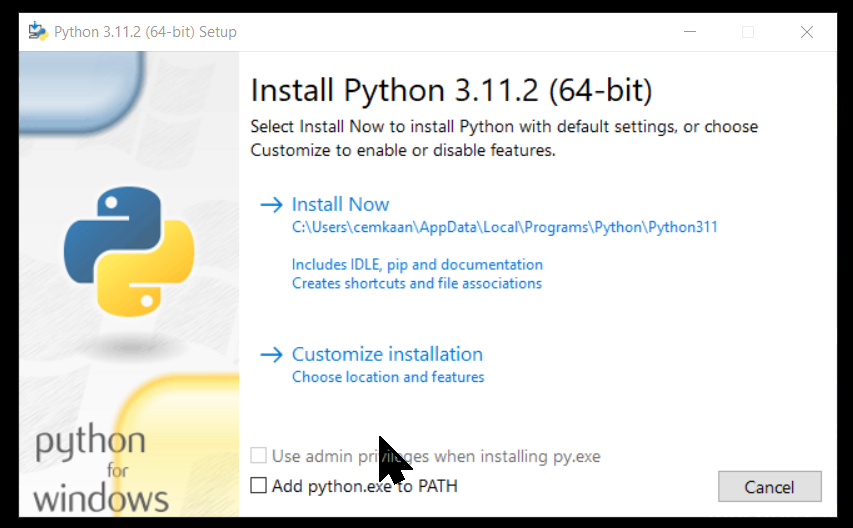 Python 3.11.2 (64-bit) Setup
Install Python 3.11.2 (64-bit)
Select Install Now to install Python with default settings, or choose
Customize to enable or disable features.
Install Now
C:\Users\cemkaan\AppData\Local\Programs\Python\Python311
Includes IDLE, pip and documentation
Creates shortcuts and file associations
Customize installation
Choose location and features
Use admin privileges when installing py.exe
Add python.exe to PATH
Cancel
python
for
windows